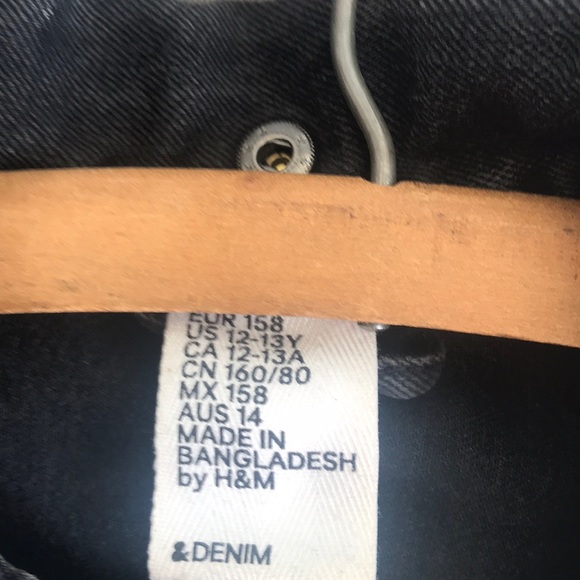 EUR 158
US 12-13Y
CA 12-13A
CN 160/80
MX 158
AUS 14
MADE IN
BANGLADESH
by H&M
&DENIM